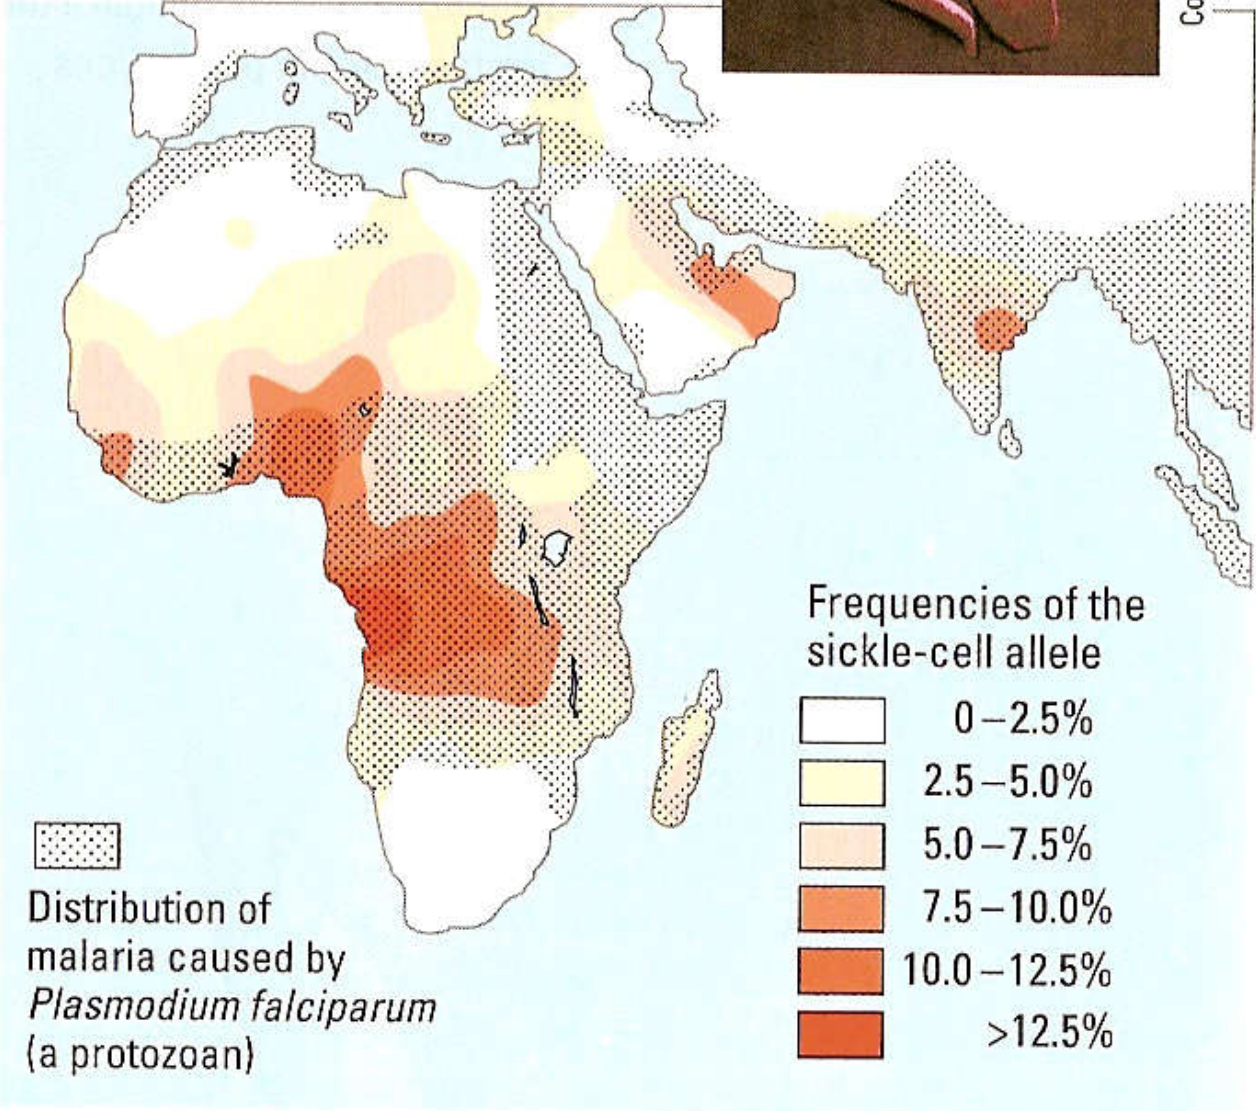 Co
Frequencies of the
sickle-cell allele
0–2.5%
2.5–5.0%
5.0–7.5%
7.5–10.0%
10.0–12.5%
>12.5%
Distribution of
malaria caused by
Plasmodium falciparum
(a protozoan)